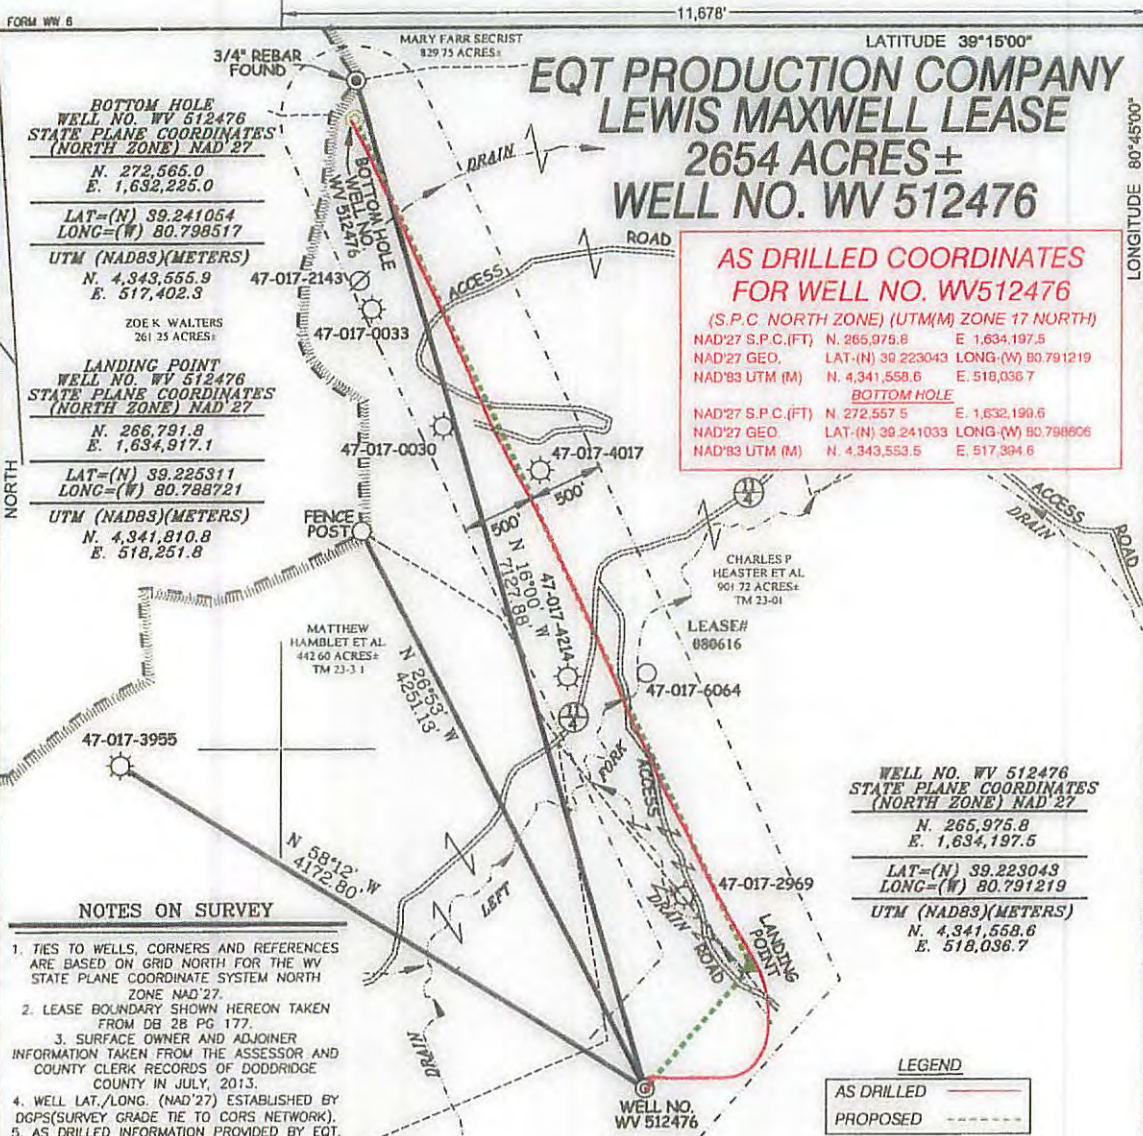 FORM WW 6
11,678'
LATITUDE 39°15'00"
LONGITUDE 80°45'00"
EQT PRODUCTION COMPANY
LEWIS MAXWELL LEASE
2654 ACRES±
WELL NO. WV 512476
MARY FARR SECRIST
829 75 ACRES±
3/4" REBAR
FOUND
BOTTOM HOLE
WELL NO. WV 512476
STATE PLANE COORDINATES
(NORTH ZONE) NAD'27
N. 272,565.0
E. 1,632,225.0
LAT=(N) 39.241054
LONG=(W) 80.798517
UTM (NAD83)(METERS)
N. 4,343,555.9
E. 517,402.3
ZOE K WALTERS
261 25 ACRES±
LANDING POINT
WELL NO. WV 512476
STATE PLANE COORDINATES
(NORTH ZONE) NAD'27
N. 266,791.8
E. 1,634,917.1
LAT=(N) 39.225311
LONG=(W) 80.788721
UTM (NAD83)(METERS)
N. 4,341,810.8
E. 518,251.8
NORTH
AS DRILLED COORDINATES
FOR WELL NO. WV512476
(S.P.C. NORTH ZONE) (UTM(M) ZONE 17 NORTH)
NAD'27 S.P.C.(FT) N. 265,975.8 E 1,634,197.5
NAD'27 GEO. LAT-(N) 39.223043 LONG-(W) 80.791219
NAD'83 UTM (M) N. 4,341,558.6 E. 518,036.7
BOTTOM HOLE
NAD'27 S.P.C.(FT) N. 272,557.5 E. 1,632,199.6
NAD'27 GEO. LAT-(N) 39.241033 LONG-(W) 80.798606
NAD'83 UTM (M) N. 4,343,553.5 E. 517,394.6
BOTTOM HOLE
WELL NO.
WV 512476
DRAIN
ROAD
ACCESS
47-017-2143
47-017-0033
47-017-0030
47-017-4017
500'
500'
FENCE
POST
N 16°00' W
7127.88'
47-017-4214
11
4
ACCESS
ROAD
DRAIN
CHARLES P
HEASTER ET AL
901 72 ACRES±
TM 23-01
LEASE#
080616
47-017-6064
MATTHEW
HAMBLET ET AL
442 60 ACRES±
TM 23-3 1
N 26°53' W
4251.13'
11
4
47-017-3955
FORK
ACCESS
N 58°12' W
4172.80'
LEFT
47-017-2969
DRAIN
ROAD
LANDING
POINT
DRAIN
WELL NO. WV 512476
STATE PLANE COORDINATES
(NORTH ZONE) NAD'27
N. 265,975.8
E. 1,634,197.5
LAT=(N) 39.223043
LONG=(W) 80.791219
UTM (NAD83)(METERS)
N. 4,341,558.6
E. 518,036.7
NOTES ON SURVEY
1. TIES TO WELLS, CORNERS AND REFERENCES
ARE BASED ON GRID NORTH FOR THE WV
STATE PLANE COORDINATE SYSTEM NORTH
ZONE NAD'27.
2. LEASE BOUNDARY SHOWN HEREON TAKEN
FROM DB 28 PG 177.
3. SURFACE OWNER AND ADJOINER
INFORMATION TAKEN FROM THE ASSESSOR AND
COUNTY CLERK RECORDS OF DODDRIDGE
COUNTY IN JULY, 2013.
4. WELL LAT./LONG. (NAD'27) ESTABLISHED BY
DGPS(SURVEY GRADE TIE TO CORS NETWORK).
5. AS DRILLED INFORMATION PROVIDED BY EQT.
WELL NO.
WV 512476
LEGEND
AS DRILLED
PROPOSED